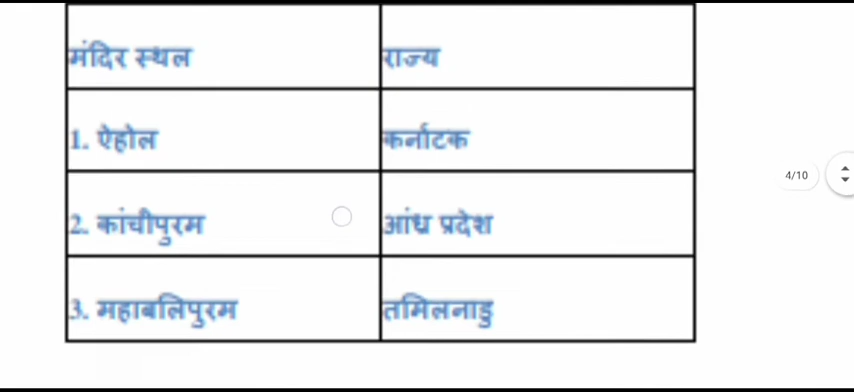 मंदिर स्थल राज्य
1. ऐहोल कर्नाटक
2. कांचीपुरम आंध्र प्रदेश
3. महाबलिपुरम तमिलनाडु
4/10